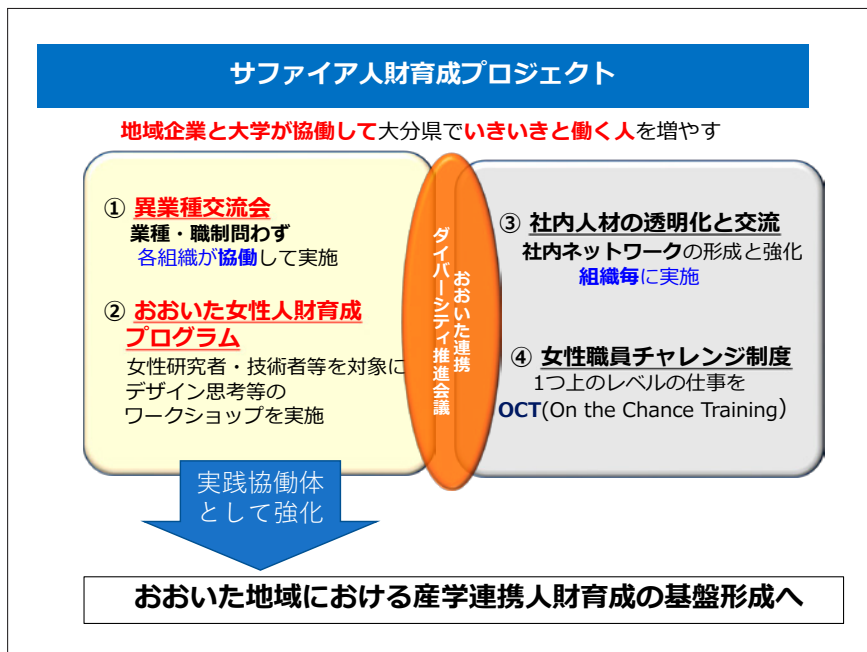 サファイア人財育成プロジェクト
地域企業と大学が協働して大分県でいきいきと働く人を増やす
① 異業種交流会
業種・職制問わず
各組織が協働して実施
② おおいた女性人財育成
プログラム
女性研究者・技術者等を対象に
デザイン思考等の
ワークショップを実施
おおいた連携
ダイバーシティ推進会議
③ 社内人材の透明化と交流
社内ネットワークの形成と強化
組織毎に実施
④ 女性職員チャレンジ制度
1つ上のレベルの仕事を
OCT(On the Chance Training）
実践協働体
として強化
おおいた地域における産学連携人財育成の基盤形成へ